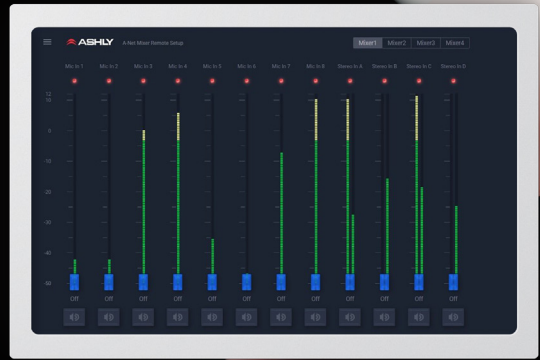 ASHLY A-Net Mixer Remote Setup Mixer1 Mixer2 Mixer3 Mixer4
Mic In 1 Mic In 2 Mic In 3 Mic In 4 Mic In 5 Mic In 6 Mic In 7 Mic In 8 Stereo In A Stereo In B Stereo In C Stereo In D
12
10
0
-10
-20
-30
-40
Off Off Off Off Off Off Off Off Off Off Off Off